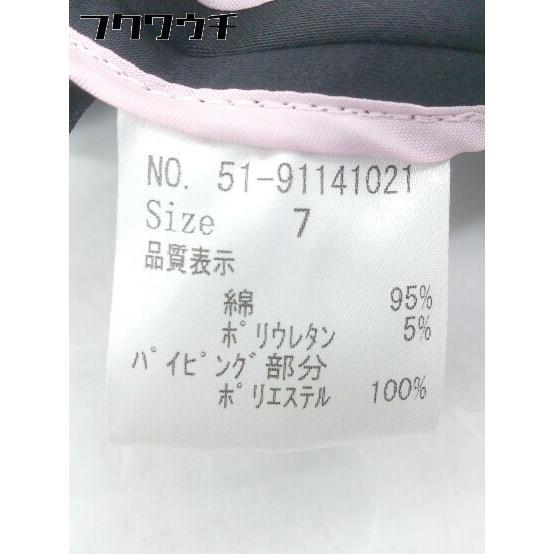 フクワウチ
NO. 51-91141021
Size 7
品質表示
綿 95%
ポリウレタン 5%
パイピング部分
ポリエステル 100%